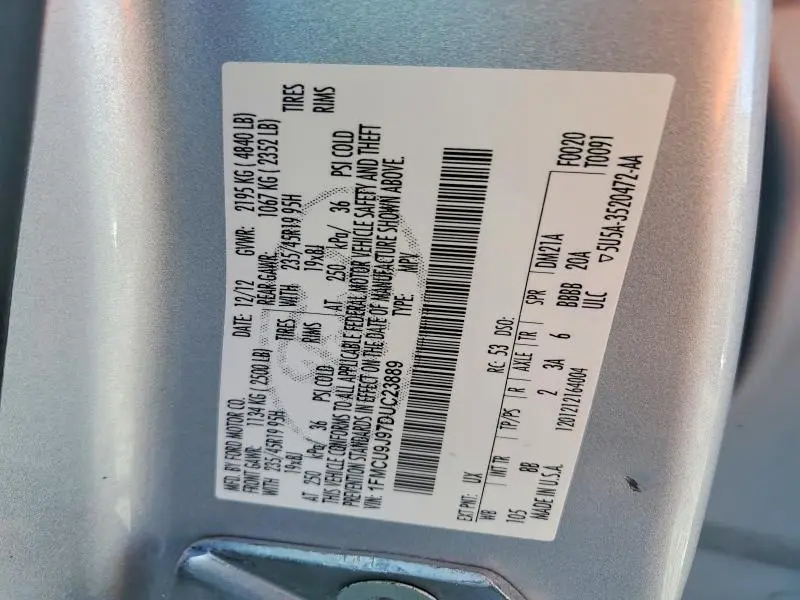 MFD. BY FORD MOTOR CO.
DATE: 12/12 GVWR: 2195 KG ( 4840 LB)
FRONT GAWR: 1134 KG ( 2500 LB) REAR GAWR: 1067 KG ( 2352 LB)
WITH 235/45R19 95H TIRES WITH 235/45R19 95H TIRES
19x8J RIMS 19x8J RIMS
AT 250 kPa/ 36 PSI COLD AT 250 kPa/ 36 PSI COLD
THIS VEHICLE CONFORMS TO ALL APPLICABLE FEDERAL MOTOR VEHICLE SAFETY AND THEFT
PREVENTION STANDARDS IN EFFECT ON THE DATE OF MANUFACTURE SHOWN ABOVE.
VIN: 1FMCU9J97DUC23889 TYPE: MPV
F0020
T0091
EXT PNT: UX RC: 53 DSO:
WB INT TR TP/PS R AXLE TR SPR DM21A
105 8B 2 3A 6 BBBB 20A
MADE IN U.S.A. 1201212164004 ULC
5U5A-3520472-AA